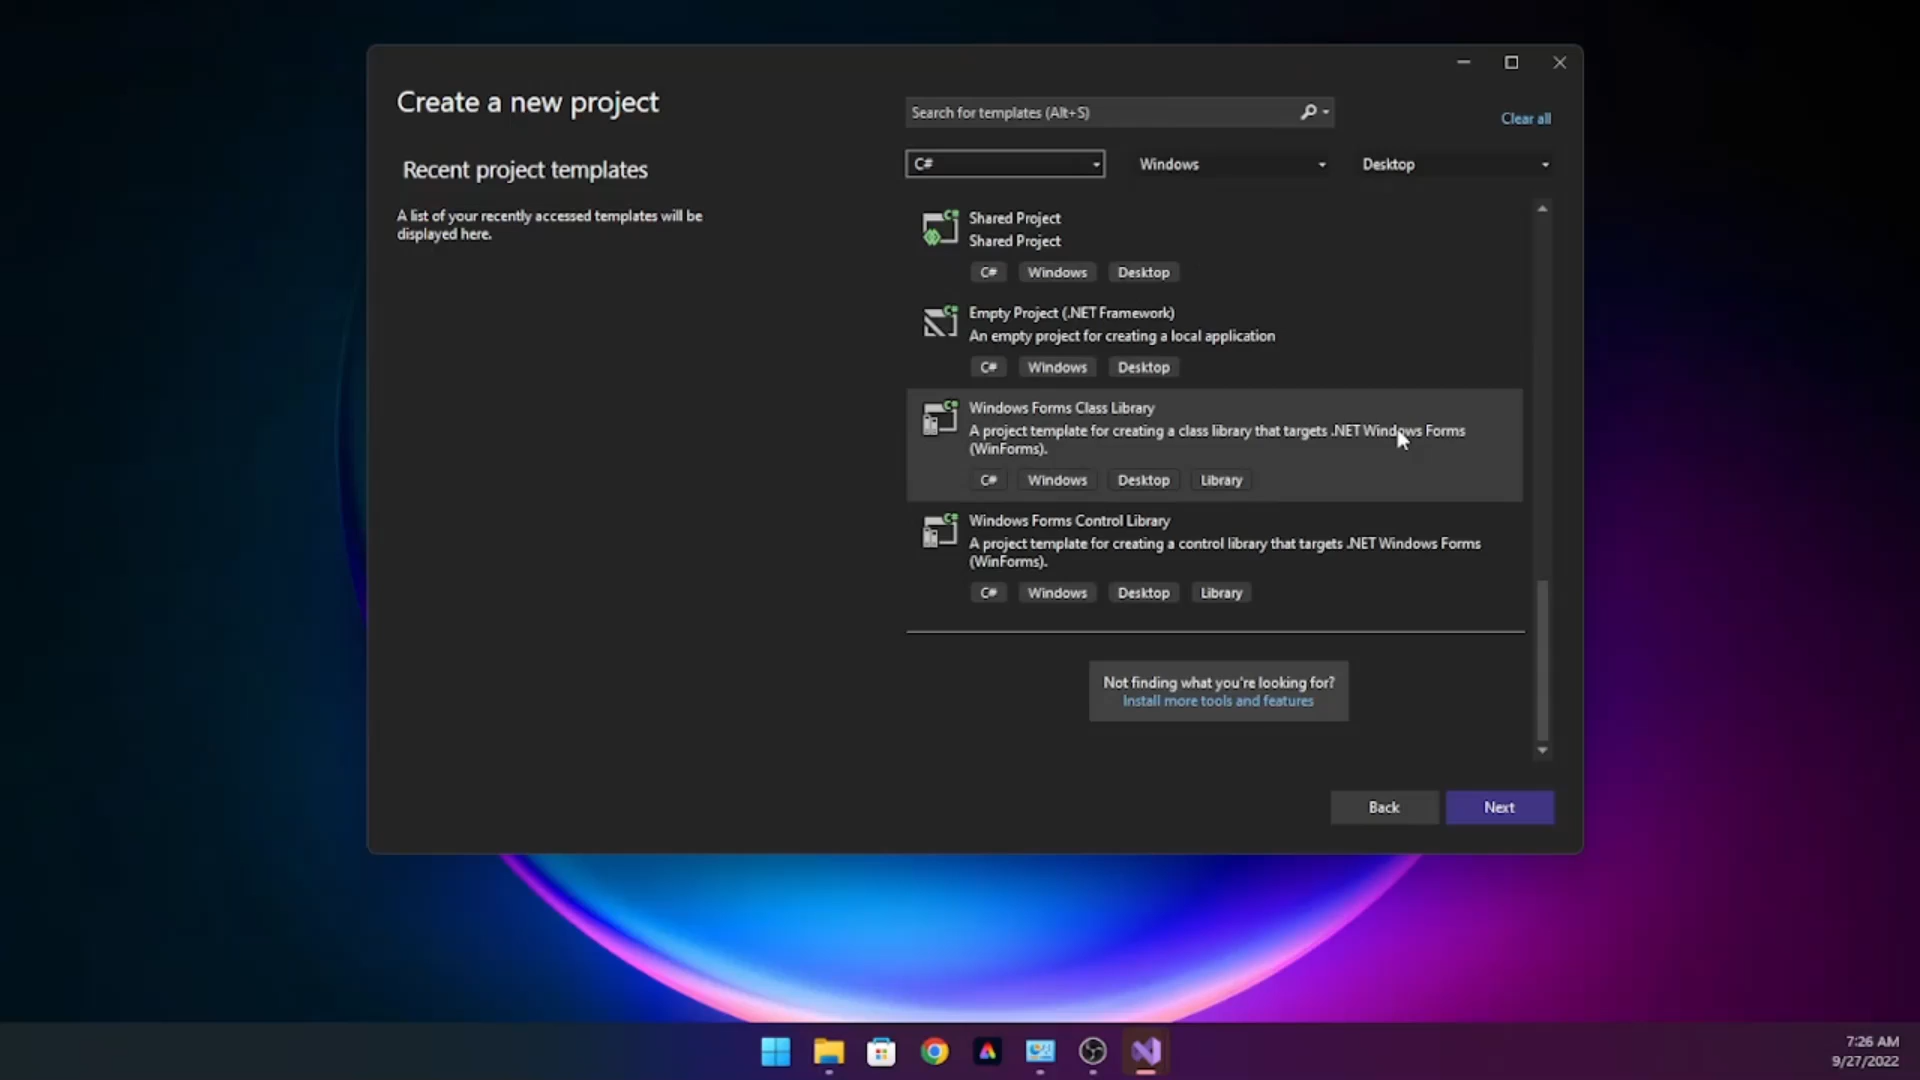 Create a new project
Search for templates (Alt+S)
Clear all
C#
Windows
Desktop
Recent project templates
A list of your recently accessed templates will be
displayed here.
Shared Project
Shared Project
C# Windows Desktop
Empty Project (.NET Framework)
An empty project for creating a local application
C# Windows Desktop
Windows Forms Class Library
A project template for creating a class library that targets .NET Windows Forms
(WinForms).
C# Windows Desktop Library
Windows Forms Control Library
A project template for creating a control library that targets .NET Windows Forms
(WinForms).
C# Windows Desktop Library
Not finding what you're looking for?
Install more tools and features
Back
Next
7:26 AM
9/27/2022